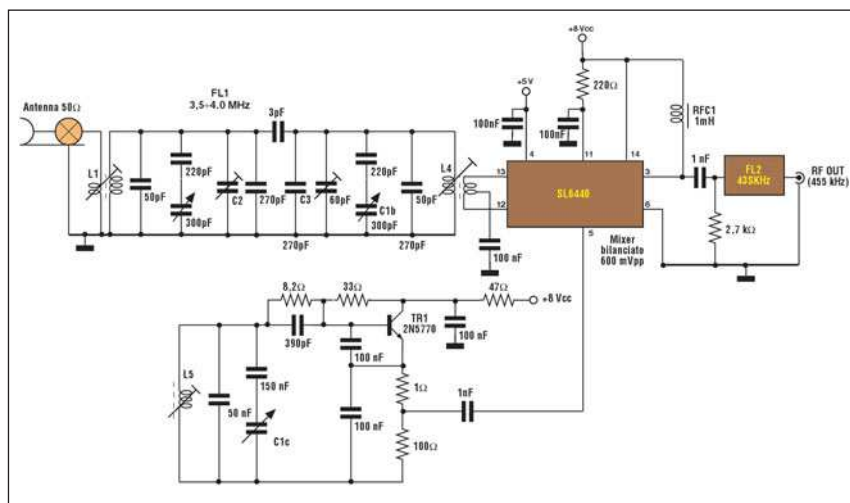 +8 Vcc
FL1
3,5÷4.0 MHz
Antenna 50Ω
3pF
+5V
220Ω
RFC1
1mH
100nF
100nF
4
11
14
L1
220pF
220pF
L4
13
3
1 nF
FL2
43SKHz
RF OUT
(455 kHz)
SL6440
50pF
C2
270pF
C3
60pF
C1b
50pF
300pF
300pF
12
6
5
2,7 kΩ
Mixer
bilanciato
600 mVpp
270pF
270pF
100 nF
8,2Ω
33Ω
47Ω
+8 Vcc
TR1
2N5770
390pF
100 nF
100 nF
L5
150 nF
50 nF
1Ω
1nF
100 nF
C1c
100Ω